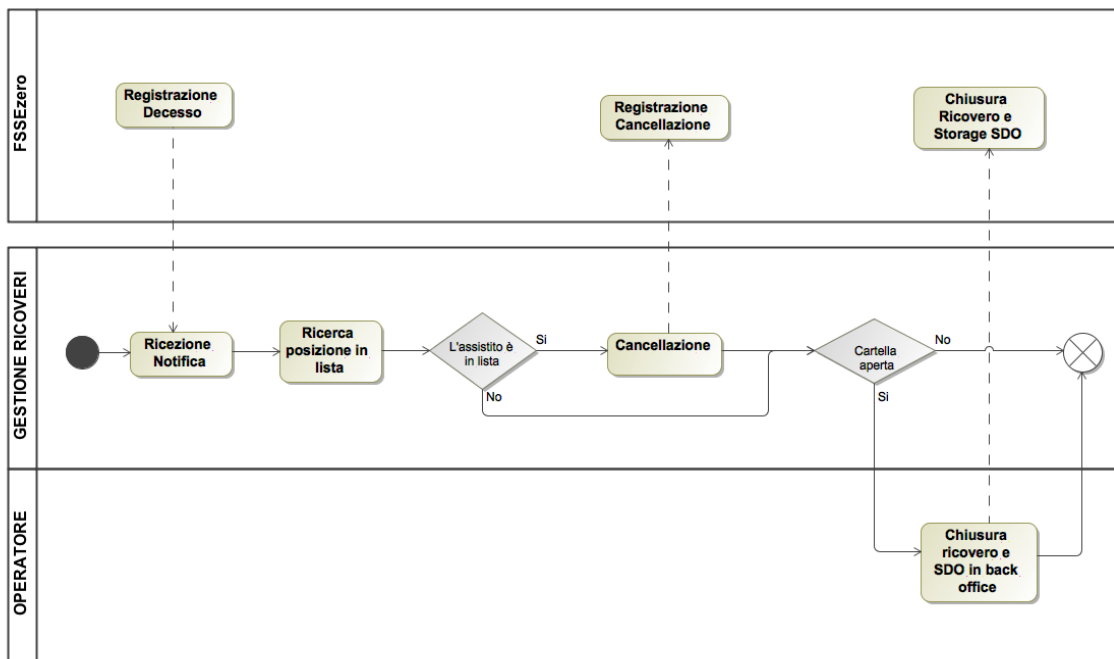 FSSEzero
Registrazione
Decesso
Registrazione
Cancellazione
Chiusura
Ricovero e
Storage SDO
GESTIONE RICOVERI
Ricezione
Notifica
Ricerca
posizione in
lista
L'assistito è
in lista
Si
No
Cancellazione
Cartella
aperta
No
Si
OPERATORE
Chiusura
ricovero e
SDO in back
office